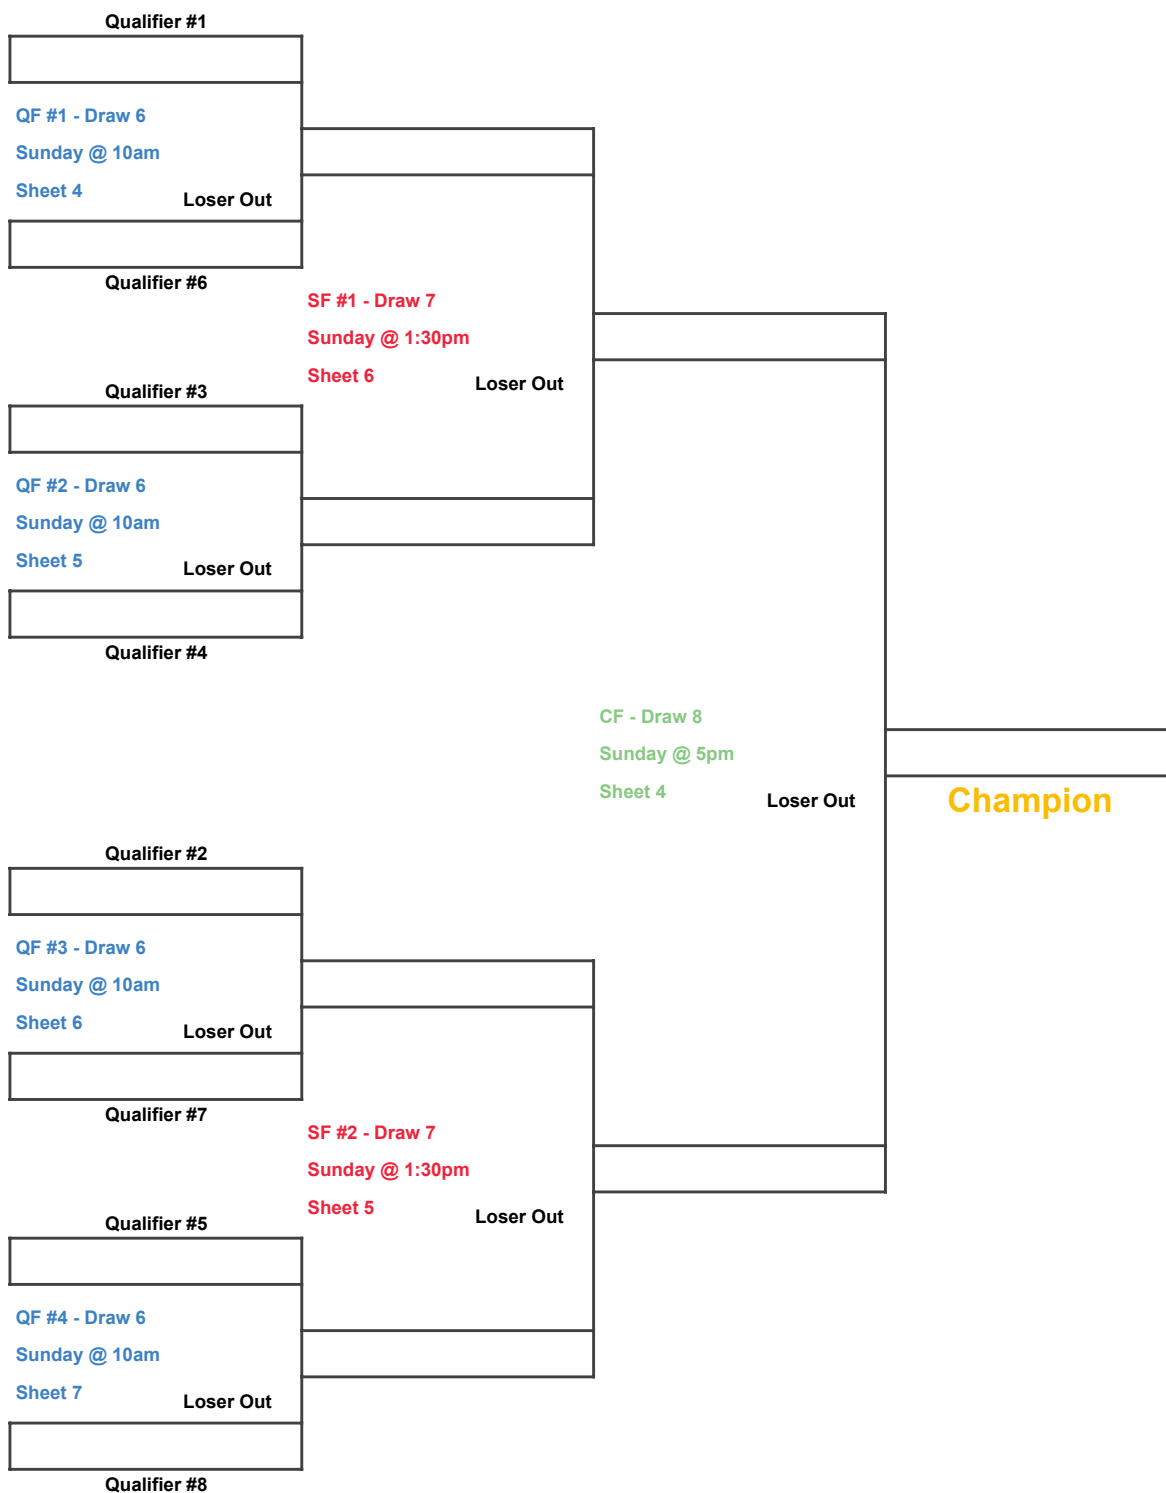 Qualifier #1
QF #1 - Draw 6
Sunday @ 10am
Sheet 4
Loser Out
Qualifier #6
SF #1 - Draw 7
Sunday @ 1:30pm
Sheet 6
Loser Out
Qualifier #3
QF #2 - Draw 6
Sunday @ 10am
Sheet 5
Loser Out
Qualifier #4
CF - Draw 8
Sunday @ 5pm
Sheet 4
Loser Out
Champion
Qualifier #2
QF #3 - Draw 6
Sunday @ 10am
Sheet 6
Loser Out
Qualifier #7
SF #2 - Draw 7
Sunday @ 1:30pm
Sheet 5
Loser Out
Qualifier #5
QF #4 - Draw 6
Sunday @ 10am
Sheet 7
Loser Out
Qualifier #8